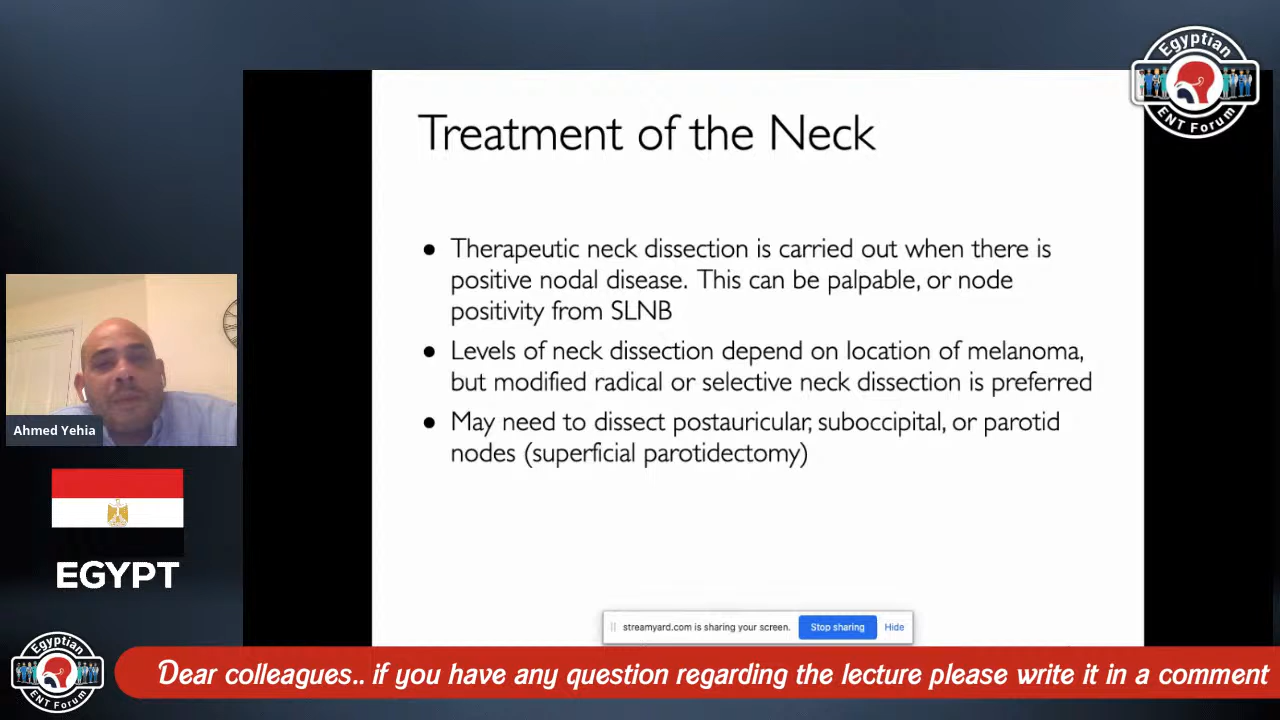 Egyptian
ENT Forum
Treatment of the Neck
● Therapeutic neck dissection is carried out when there is
positive nodal disease. This can be palpable, or node
positivity from SLNB
● Levels of neck dissection depend on location of melanoma,
but modified radical or selective neck dissection is preferred
● May need to dissect postauricular, suboccipital, or parotid
nodes (superficial parotidectomy)
Ahmed Yehia
EGYPT
streamyard.com is sharing your screen. Stop sharing Hide
Egyptian
ENT Forum
Dear colleagues.. if you have any question regarding the lecture please write it in a comment